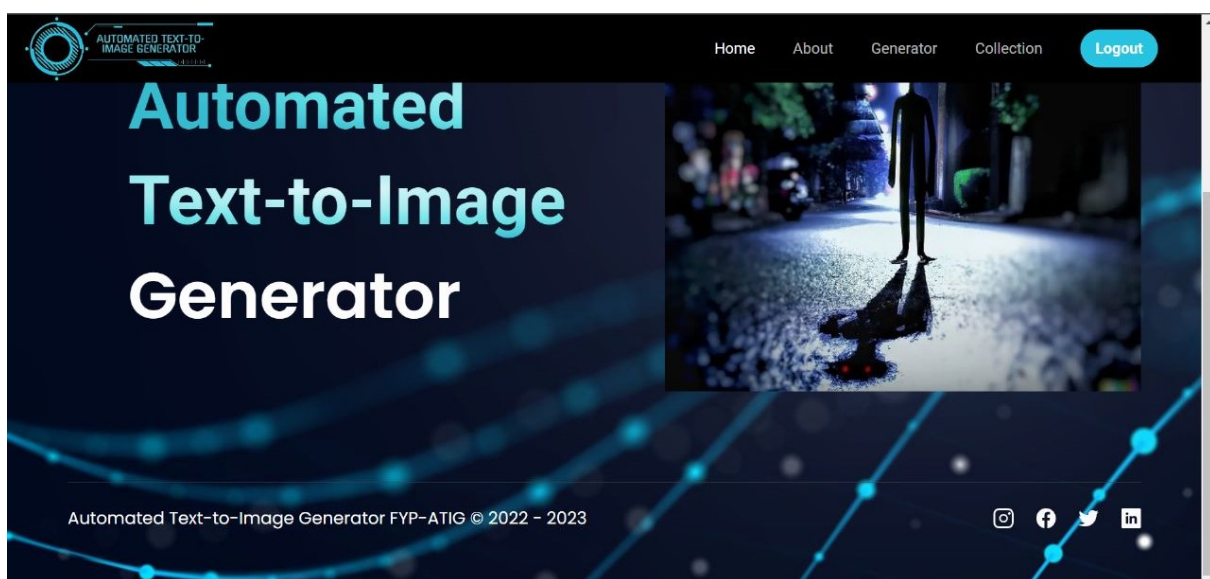 AUTOMATED TEXT-TO-
IMAGE GENERATOR
Home About Generator Collection Logout
Automated
Text-to-Image
Generator
Automated Text-to-Image Generator FYP-ATIG © 2022 - 2023